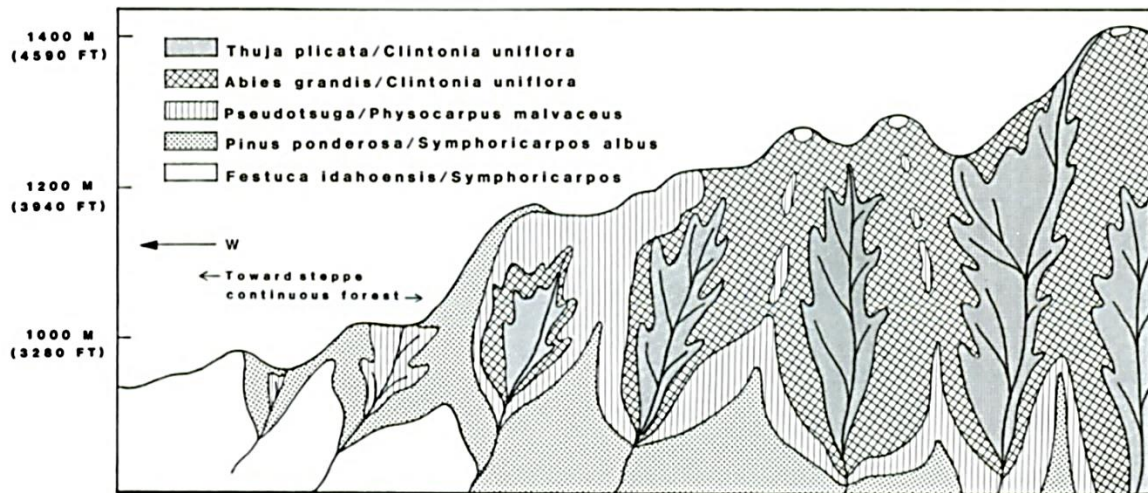 1400 M
(4590 FT)
Thuja plicata/Clintonia uniflora
Abies grandis/Clintonia uniflora
Pseudotsuga/Physocarpus malvaceus
Pinus ponderosa/Symphoricarpos albus
Festuca idahoensis/Symphoricarpos
1200 M
(3940 FT)
W
Toward steppe
continuous forest
1000 M
(3280 FT)